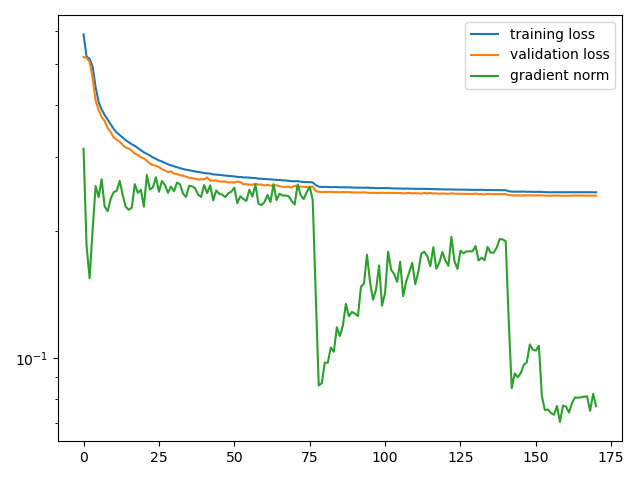 training loss
validation loss
gradient norm
10⁻¹
0 25 50 75 100 125 150 175